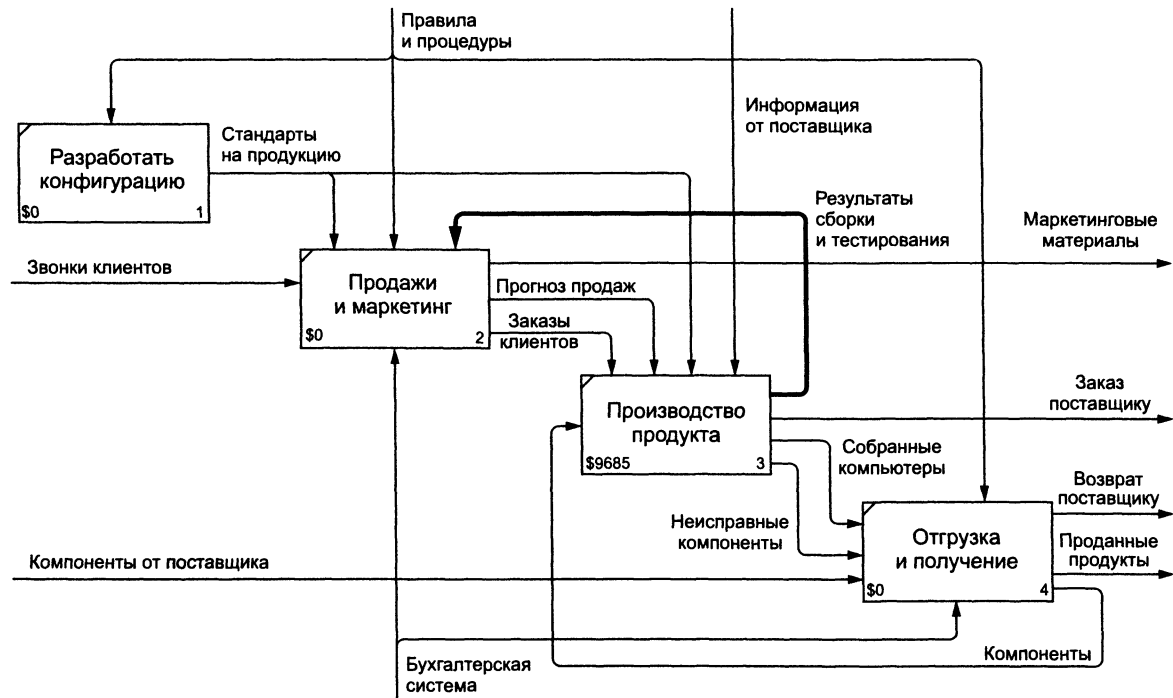 Правила
и процедуры
Информация
от поставщика
Разработать
конфигурацию
$0
1
Стандарты
на продукцию
Результаты
сборки
и тестирования
Маркетинговые
материалы
Звонки клиентов
Продажи
и маркетинг
$0
2
Прогноз продаж
Заказы
клиентов
Производство
продукта
$9685
3
Заказ
поставщику
Собранные
компьютеры
Неисправные
компоненты
Возврат
поставщику
Отгрузка
и получение
$0
4
Проданные
продукты
Компоненты от поставщика
Компоненты
Бухгалтерская
система